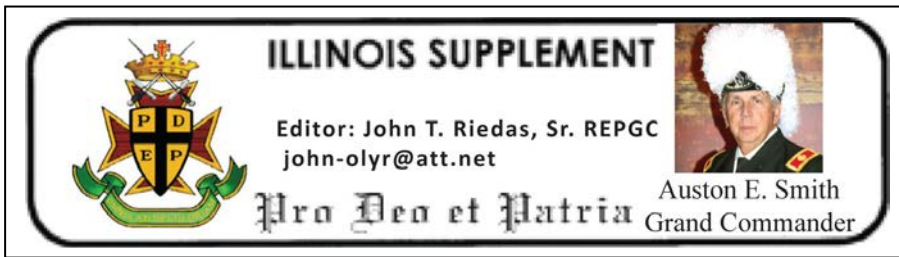 ILLINOIS SUPPLEMENT
Editor: John T. Riedas, Sr. REPGC
john-olyr@att.net
Pro Deo et Patria
Auston E. Smith
Grand Commander
P D
E P